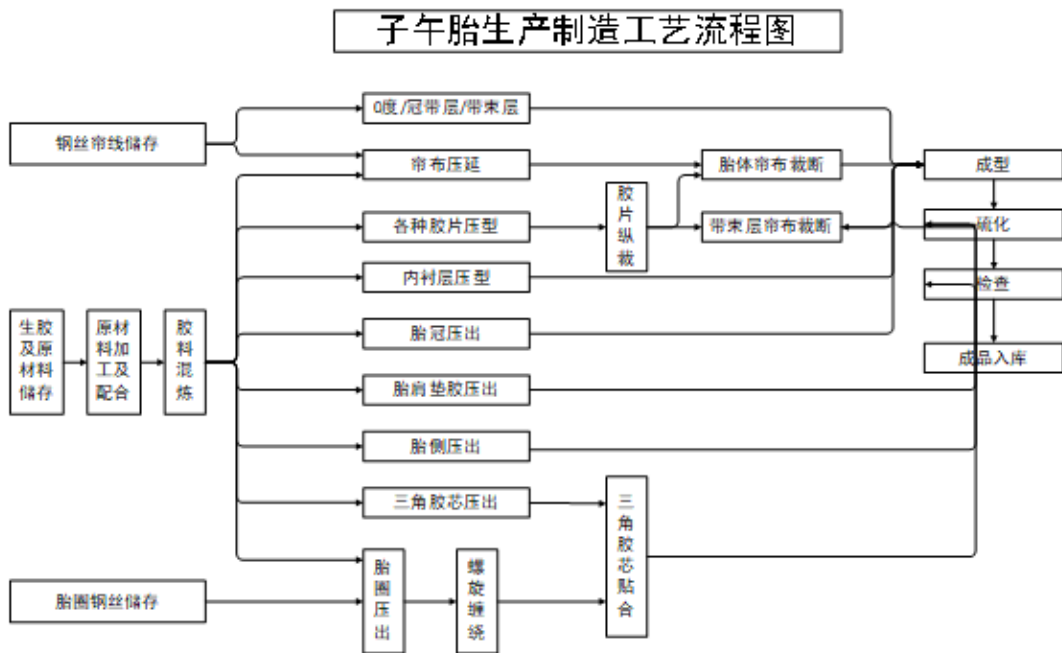 子午胎生产制造工艺流程图
0度/冠带层/带束层
钢丝帘线储存
帘布压延
胎体帘布裁断
成型
胶片纵裁
各种胶片压型
带束层帘布裁断
硫化
内衬层压型
检查
生胶及原材料储存
原材料加工及配合
胶料混炼
胎冠压出
成品入库
胎肩垫胶压出
胎侧压出
三角胶芯压出
三角胶芯贴合
胎圈钢丝储存
胎圈压出
螺旋缠绕